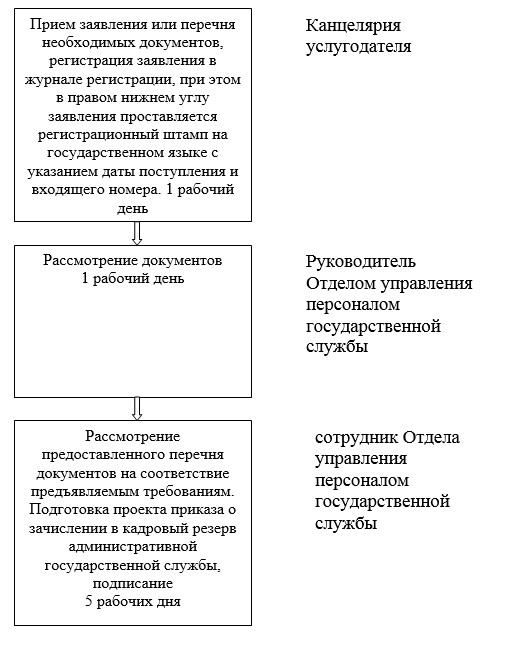 Прием заявления или перечня
необходимых документов,
регистрация заявления в
журнале регистрации, при этом
в правом нижнем углу
заявления проставляется
регистрационный штамп на
государственном языке с
указанием даты поступления и
входящего номера. 1 рабочий
день
Канцелярия
услугодателя
Рассмотрение документов
1 рабочий день
Руководитель
Отделом управления
персоналом
государственной
службы
Рассмотрение
предоставленного перечня
документов на соответствие
предъявляемым требованиям.
Подготовка проекта приказа о
зачислении в кадровый резерв
административной
государственной службы,
подписание
5 рабочих дня
сотрудник Отдела
управления
персоналом
государственной
службы